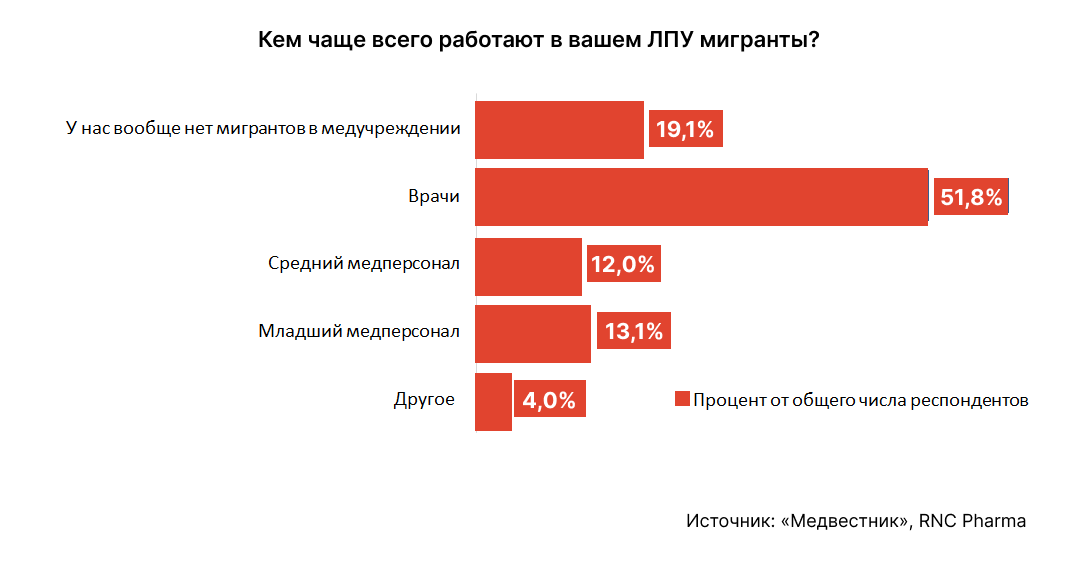 Кем чаще всего работают в вашем ЛПУ мигранты?
У нас вообще нет мигрантов в медучреждении 19,1%
Врачи 51,8%
Средний медперсонал 12,0%
Младший медперсонал 13,1%
Другое 4,0%
Процент от общего числа респондентов
Источник: «Медвестник», RNC Pharma